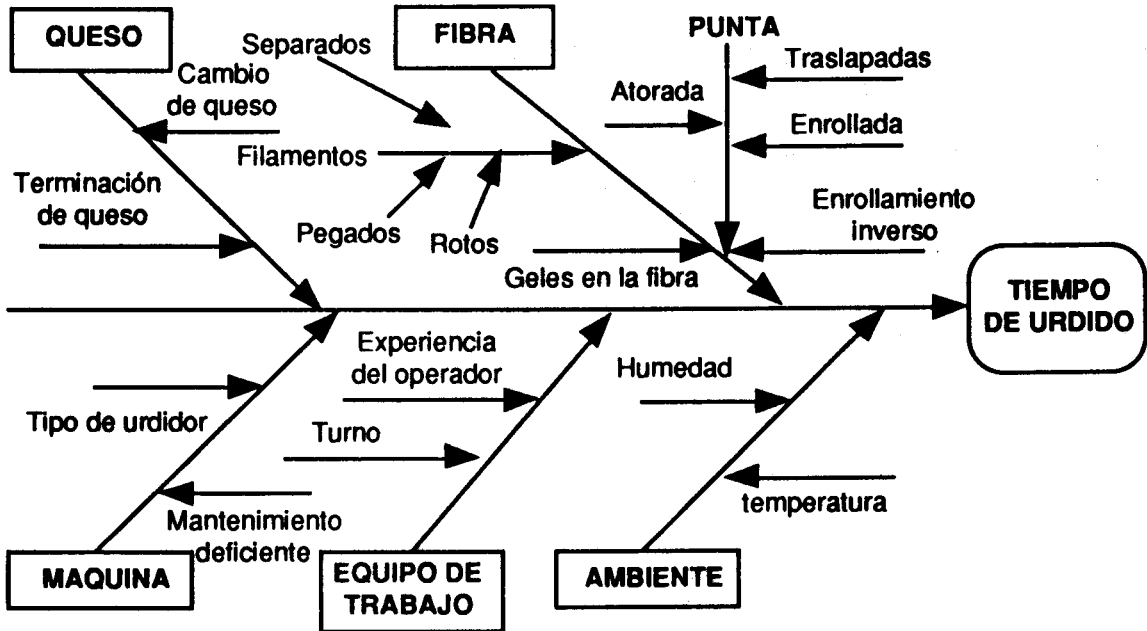 QUESO
Separados
FIBRA
PUNTA
Traslapadas
Cambio
de queso
Atorada
Enrollada
Filamentos
Terminación
de queso
Pegados
Rotos
Enrollamiento
inverso
Geles en la fibra
TIEMPO
DE URDIDO
Experiencia
del operador
Humedad
Tipo de urdidor
Turno
temperatura
Mantenimiento
deficiente
MAQUINA
EQUIPO DE
TRABAJO
AMBIENTE